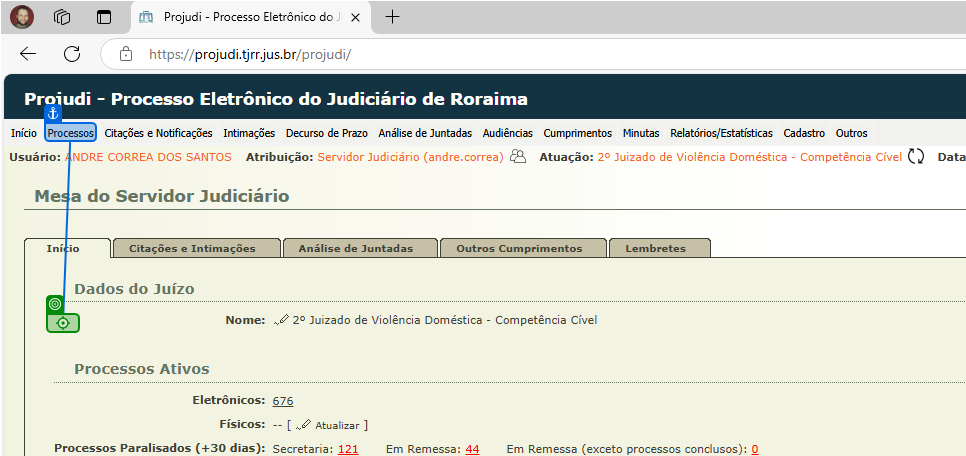 Projudi - Processo Eletrônico do J
https://projudi.tjrr.jus.br/projudi/
Projudi - Processo Eletrônico do Judiciário de Roraima
Início Processos Citações e Notificações Intimações Decurso de Prazo Análise de Juntadas Audiências Cumprimentos Minutas Relatórios/Estatísticas Cadastro Outros
Usuário: ANDRE CORREA DOS SANTOS Atribuição: Servidor Judiciário (andre.correa) Atuação: 2º Juizado de Violência Doméstica - Competência Cível Data
Mesa do Servidor Judiciário
Início Citações e Intimações Análise de Juntadas Outros Cumprimentos Lembretes
Dados do Juízo
Nome: 2º Juizado de Violência Doméstica - Competência Cível
Processos Ativos
Eletrônicos: 676
Físicos: -- [ Atualizar ]
Processos Paralisados (+30 dias): Secretaria: 121 Em Remessa: 44 Em Remessa (exceto processos conclusos): 0